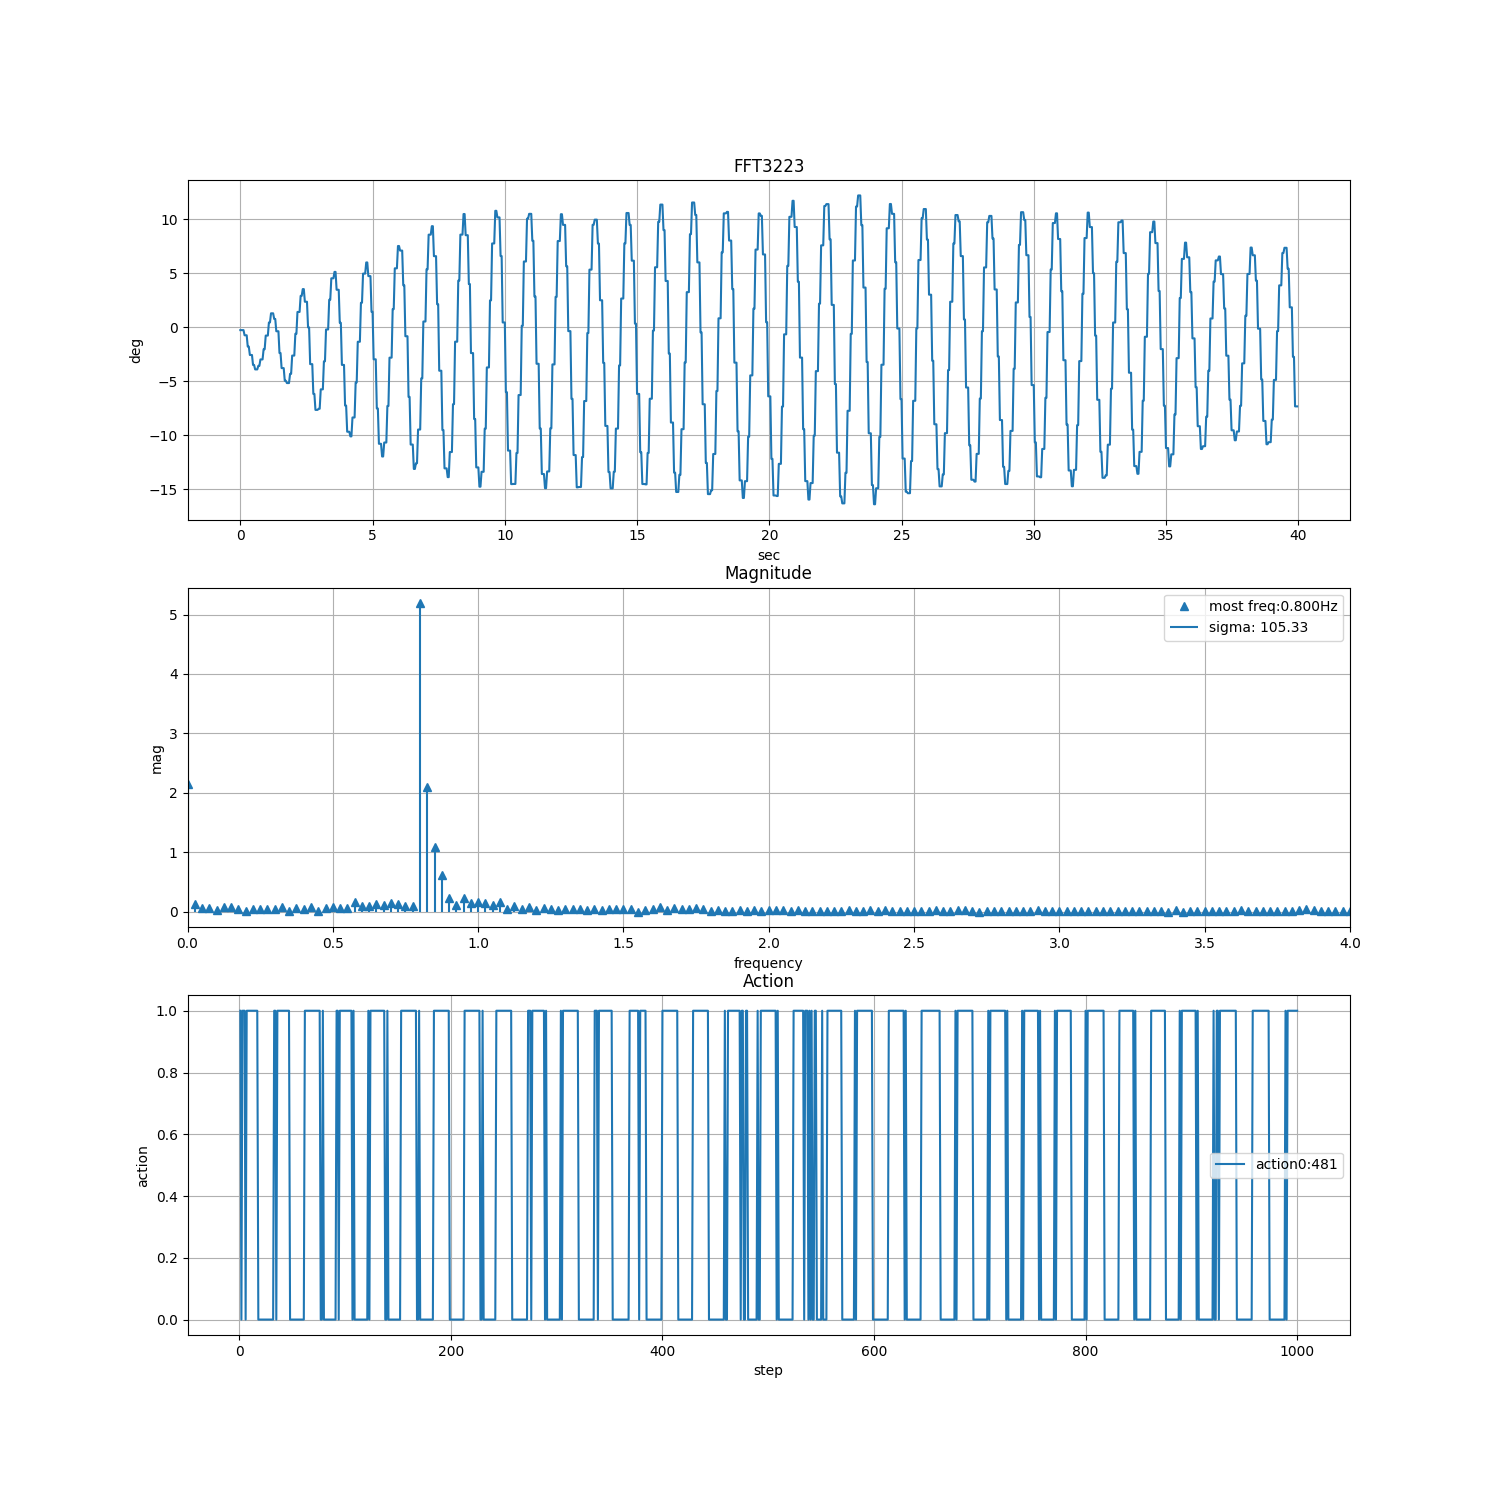 FFT3223
10
5
0
−5
−10
−15
deg
0 5 10 15 20 25 30 35 40
sec
Magnitude
most freq:0.800Hz
sigma: 105.33
5
4
3
2
1
0
mag
0.0 0.5 1.0 1.5 2.0 2.5 3.0 3.5 4.0
frequency
Action
1.0
0.8
0.6
0.4
0.2
0.0
action
action0:481
0 200 400 600 800 1000
step